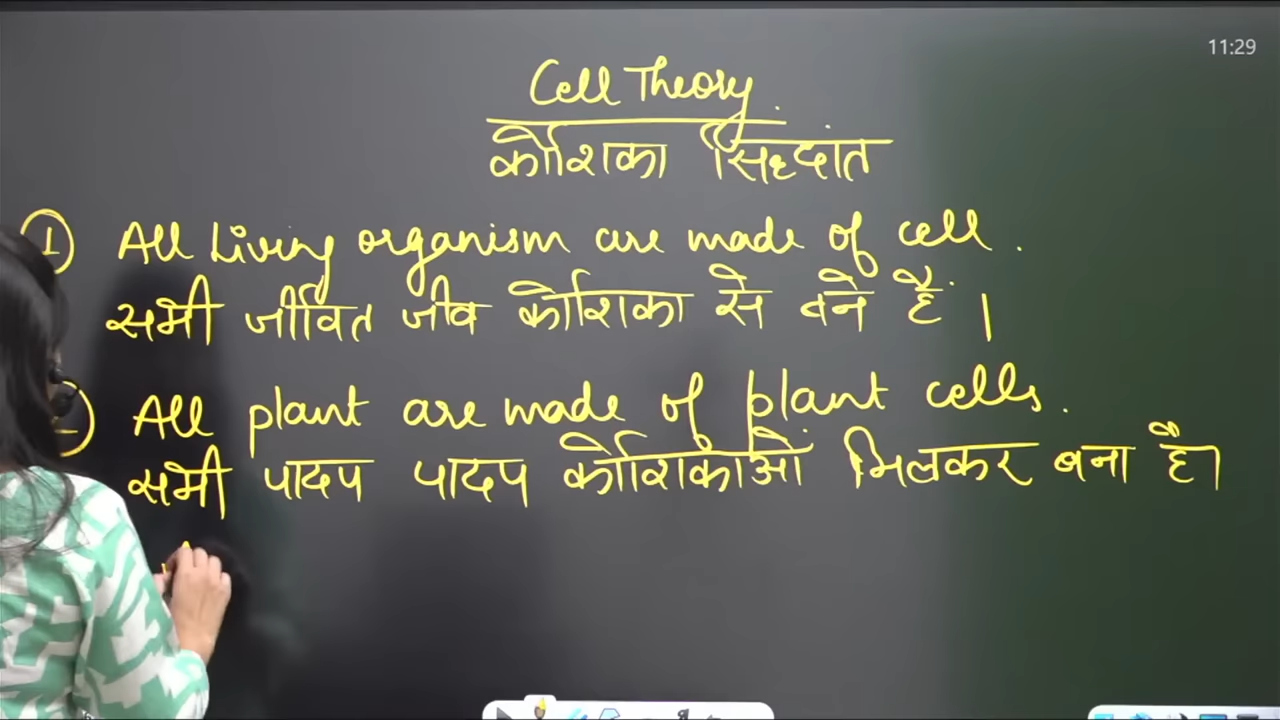 11:29
Cell Theory.
कोशिका सिद्दांत
① All Living organism are made of cell.
सभी जीवित जीव कोशिका से बने हैं।
All plant are made of plant cells.
सभी पादप पादप कोशिकाओं मिलकर बना है।